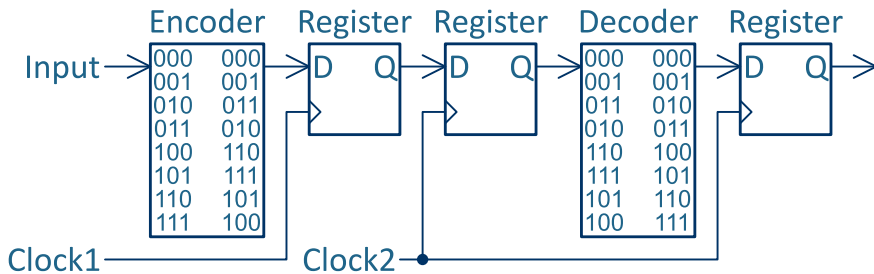 Encoder Register Register Decoder Register
Input
000 000
001 001
010 011
011 010
100 110
101 111
110 101
111 100
D Q
D Q
000 000
001 001
011 010
010 011
110 100
111 101
101 110
100 111
D Q
Clock1 Clock2